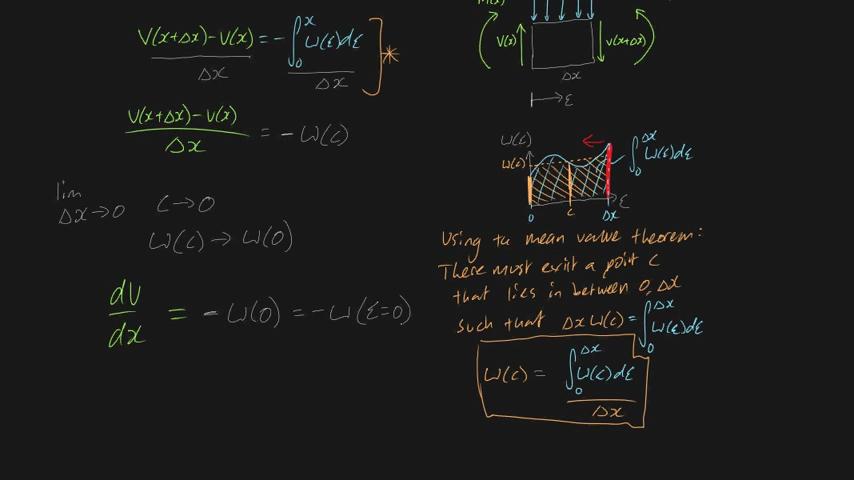 V(x+Δx)-V(x) = - ∫₀ˣ W(ε)dε *
Δx Δx
V(x+Δx)-V(x) = -W(c)
Δx
lim
Δx→0 c→0
W(c)→W(0)
dV
dx = -W(0) = -W(ε=0)
V(x) V(x+Δx)
Δx
ε
W(ε)
W(c)
∫₀^Δx W(ε)dε
0 c Δx ε
Using the mean value theorem:
There must exist a point c
that lies in between 0, Δx
such that Δx W(c) = ∫₀^Δx W(ε)dε
W(c) = ∫₀^Δx W(ε)dε
Δx